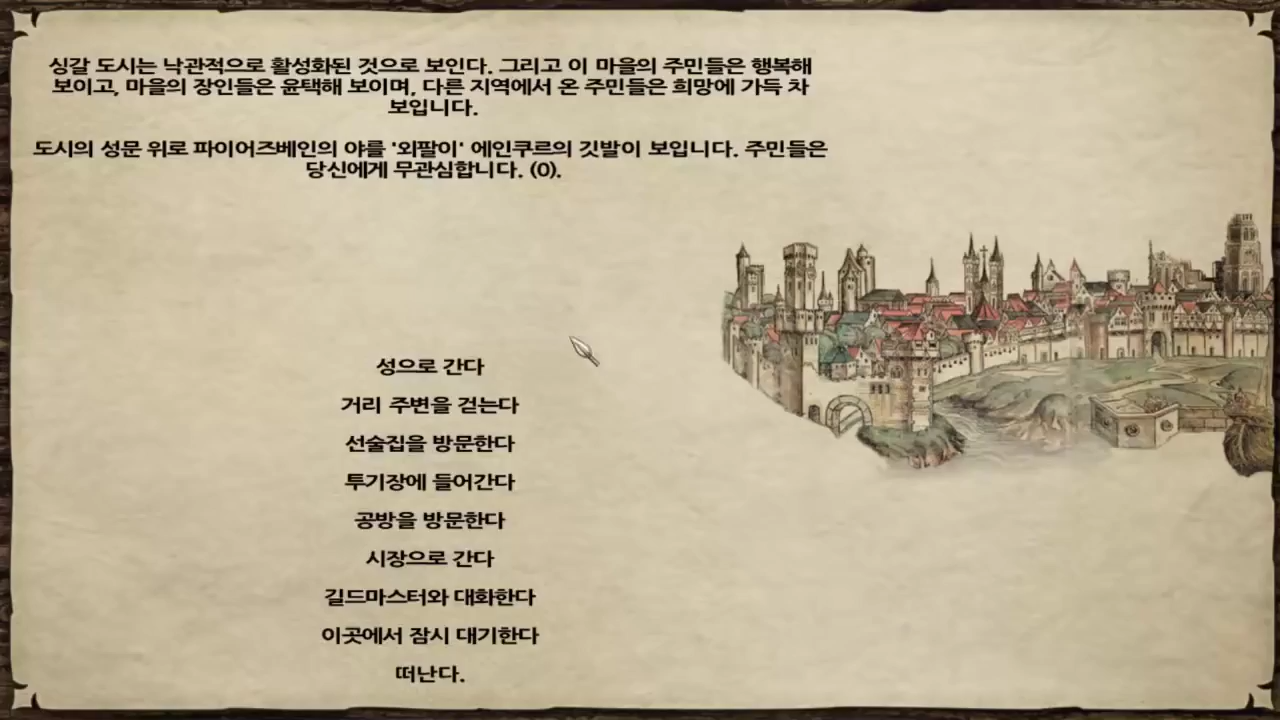 싱갈 도시는 낙관적으로 활성화된 것으로 보인다. 그리고 이 마을의 주민들은 행복해
보이고, 마을의 장인들은 윤택해 보이며, 다른 지역에서 온 주민들은 희망에 가득 차
보입니다.
도시의 성문 위로 파이어즈베인의 야를 '외팔이' 에인쿠르의 깃발이 보입니다. 주민들은
당신에게 무관심합니다. (0).
성으로 간다
거리 주변을 걷는다
선술집을 방문한다
투기장에 들어간다
공방을 방문한다
시장으로 간다
길드마스터와 대화한다
이곳에서 잠시 대기한다
떠난다.